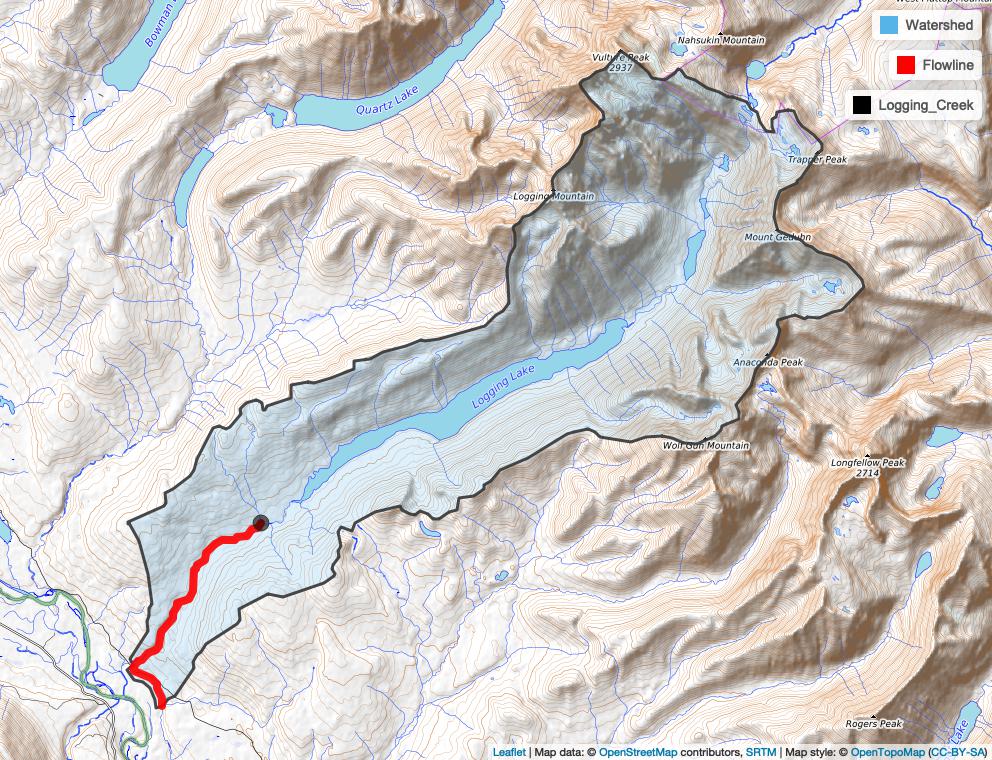 Bowman L
Nahsukin Mountain
Watershed
Vulture Peak
2937
Flowline
Quartz Lake
Logging_Creek
Trapper Peak
Logging Mountain
Mount Geduhn
Anaconda Peak
Logging Lake
Wolf Gun Mountain
Longfellow Peak
2714
Rogers Peak
Lake
Leaflet | Map data: © OpenStreetMap contributors, SRTM | Map style: © OpenTopoMap (CC-BY-SA)